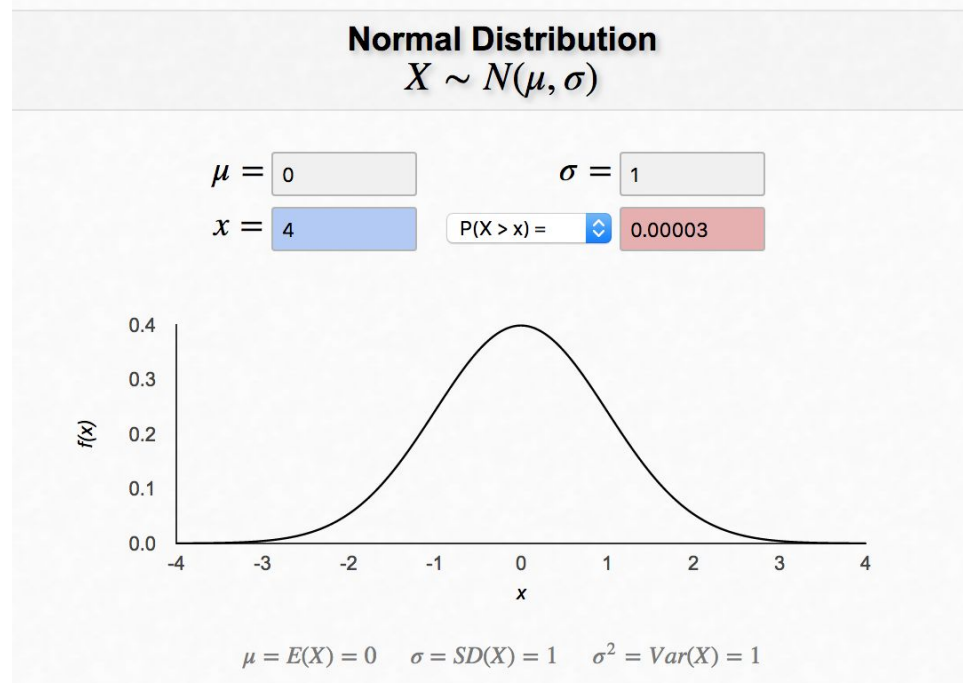 Normal Distribution
X ~ N(μ, σ)
μ = 0 σ = 1
x = 4 P(X > x) = 0.00003
0.4
0.3
0.2
0.1
0.0
f(x)
-4 -3 -2 -1 0 1 2 3 4
x
μ = E(X) = 0 σ = SD(X) = 1 σ² = Var(X) = 1